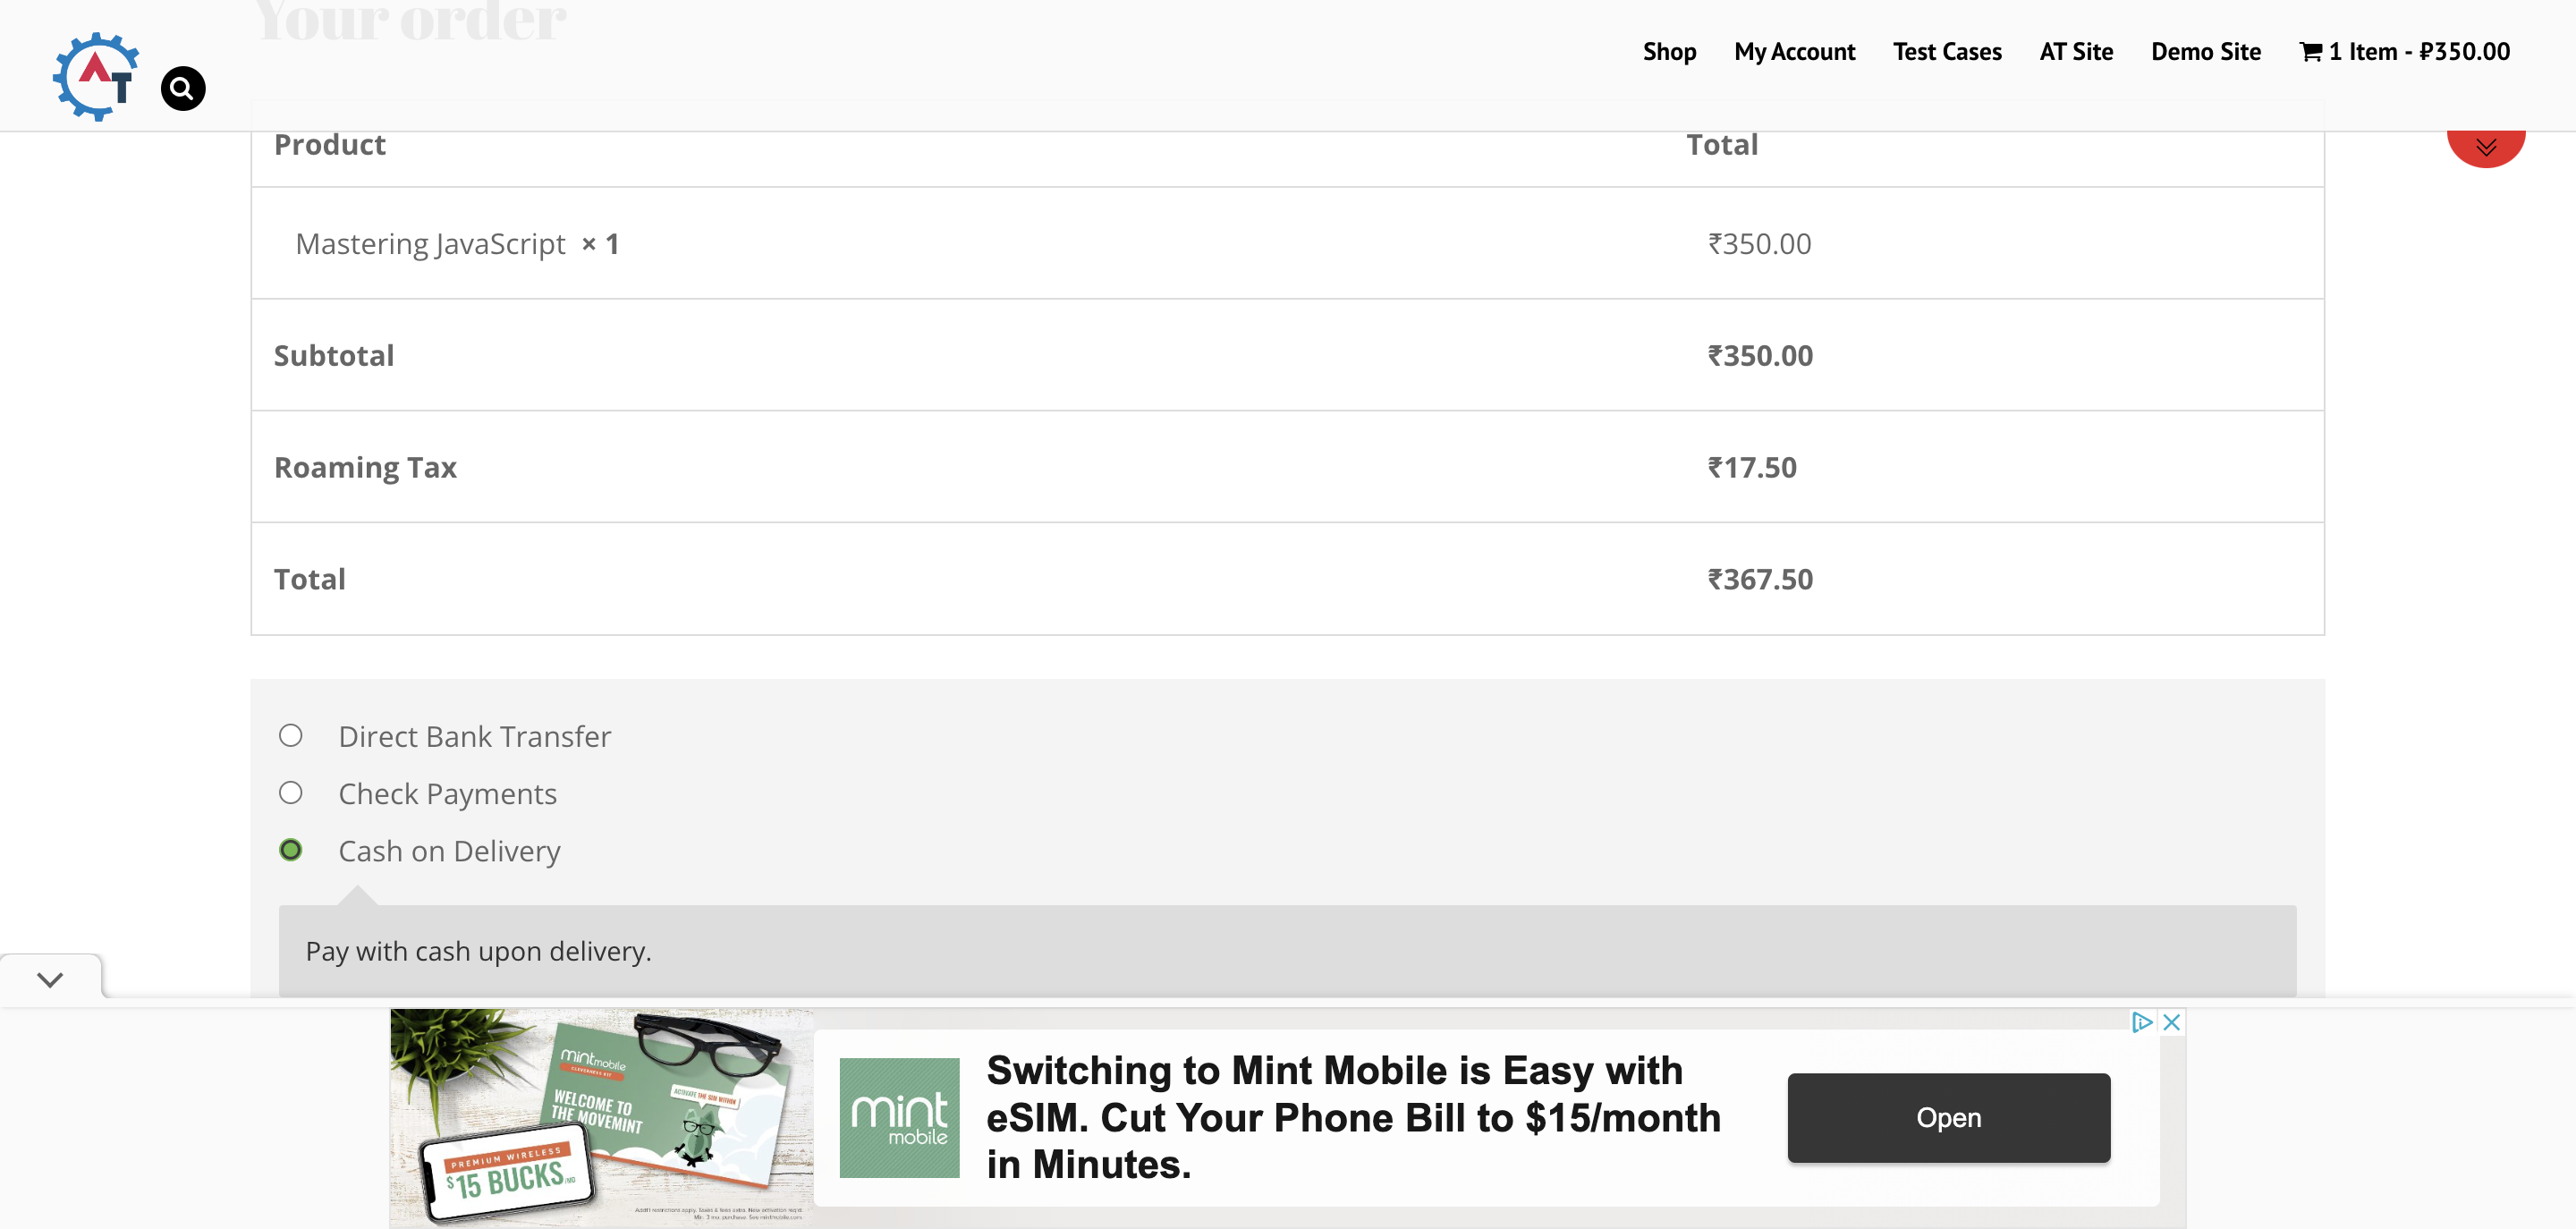 Your order
AT
Shop My Account Test Cases AT Site Demo Site 1 Item - ₽350.00
Product Total
Mastering JavaScript × 1 ₹350.00
Subtotal ₹350.00
Roaming Tax ₹17.50
Total ₹367.50
Direct Bank Transfer
Check Payments
Cash on Delivery
Pay with cash upon delivery.
mintmobile
WELCOME TO
THE MOVEMINT
PREMIUM WIRELESS
$15 BUCKS
mint
mobile
Switching to Mint Mobile is Easy with
eSIM. Cut Your Phone Bill to $15/month
in Minutes.
Open